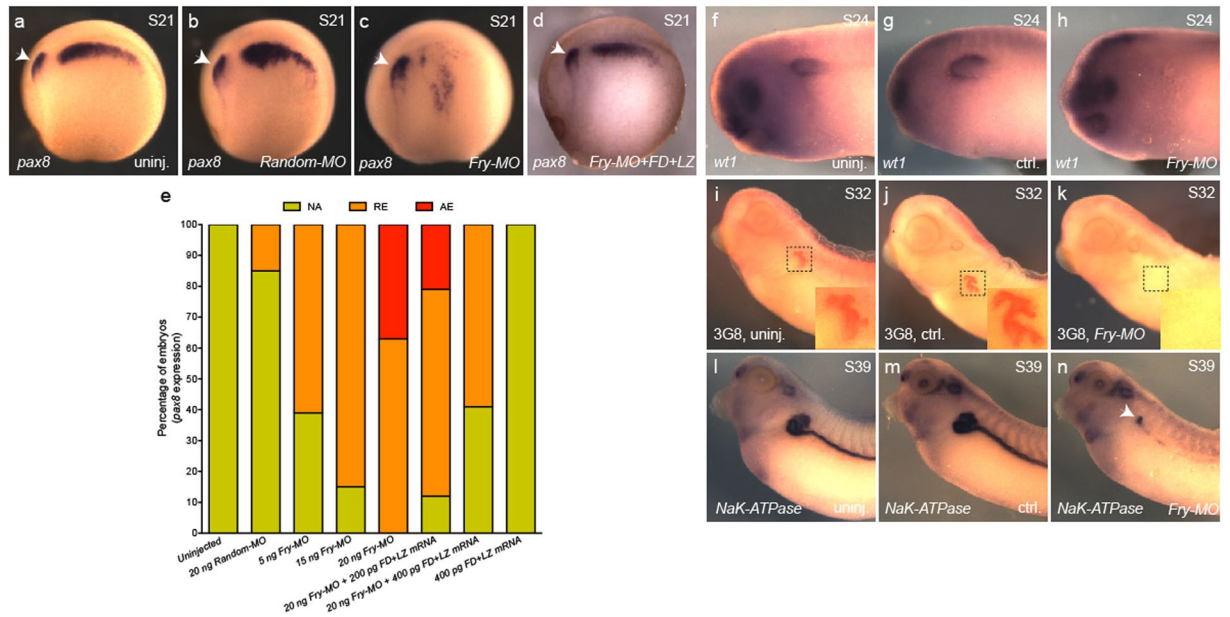 a S21
pax8 uninj.
b S21
pax8 Random-MO
c S21
pax8 Fry-MO
d S21
pax8 Fry-MO+FD+LZ
e
NA RE AE
Percentage of embryos
(pax8 expression)
100
90
80
70
60
50
40
30
20
10
0
Uninjected
20 ng Random-MO
5 ng Fry-MO
15 ng Fry-MO
20 ng Fry-MO
20 ng Fry-MO + 200 pg FD+LZ mRNA
20 ng Fry-MO + 400 pg FD+LZ mRNA
400 pg FD+LZ mRNA
f S24
wt1 uninj.
g S24
wt1 ctrl.
h S24
wt1 Fry-MO
i S32
3G8, uninj.
j S32
3G8, ctrl.
k S32
3G8, Fry-MO
l S39
NaK-ATPase uninj.
m S39
NaK-ATPase ctrl.
n S39
NaK-ATPase Fry-MO